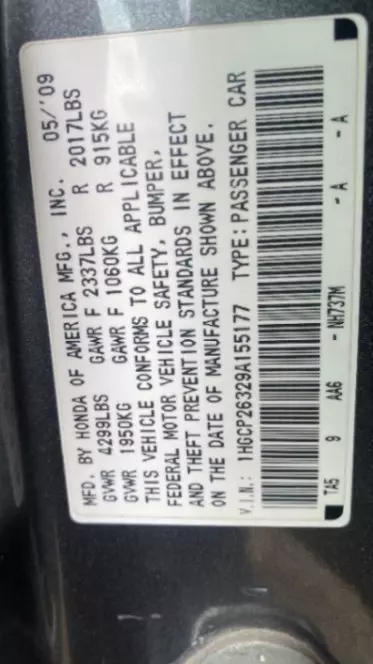 MFD. BY HONDA OF AMERICA MFG., INC. 05/'09
GVWR 4299LBS GAWR F 2337LBS R 2017LBS
GVWR 1950KG GAWR F 1060KG R 915KG
THIS VEHICLE CONFORMS TO ALL APPLICABLE
FEDERAL MOTOR VEHICLE SAFETY, BUMPER,
AND THEFT PREVENTION STANDARDS IN EFFECT
ON THE DATE OF MANUFACTURE SHOWN ABOVE.
V.I.N.: 1HGCP26329A155177 TYPE: PASSENGER CAR
TA5 9 AA6 - NH737M - A - A